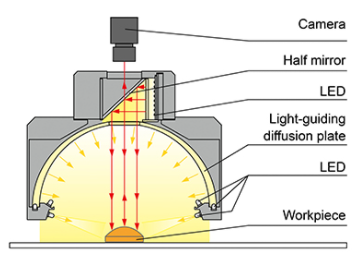 Camera
Half mirror
LED
Light-guiding
diffusion plate
LED
Workpiece